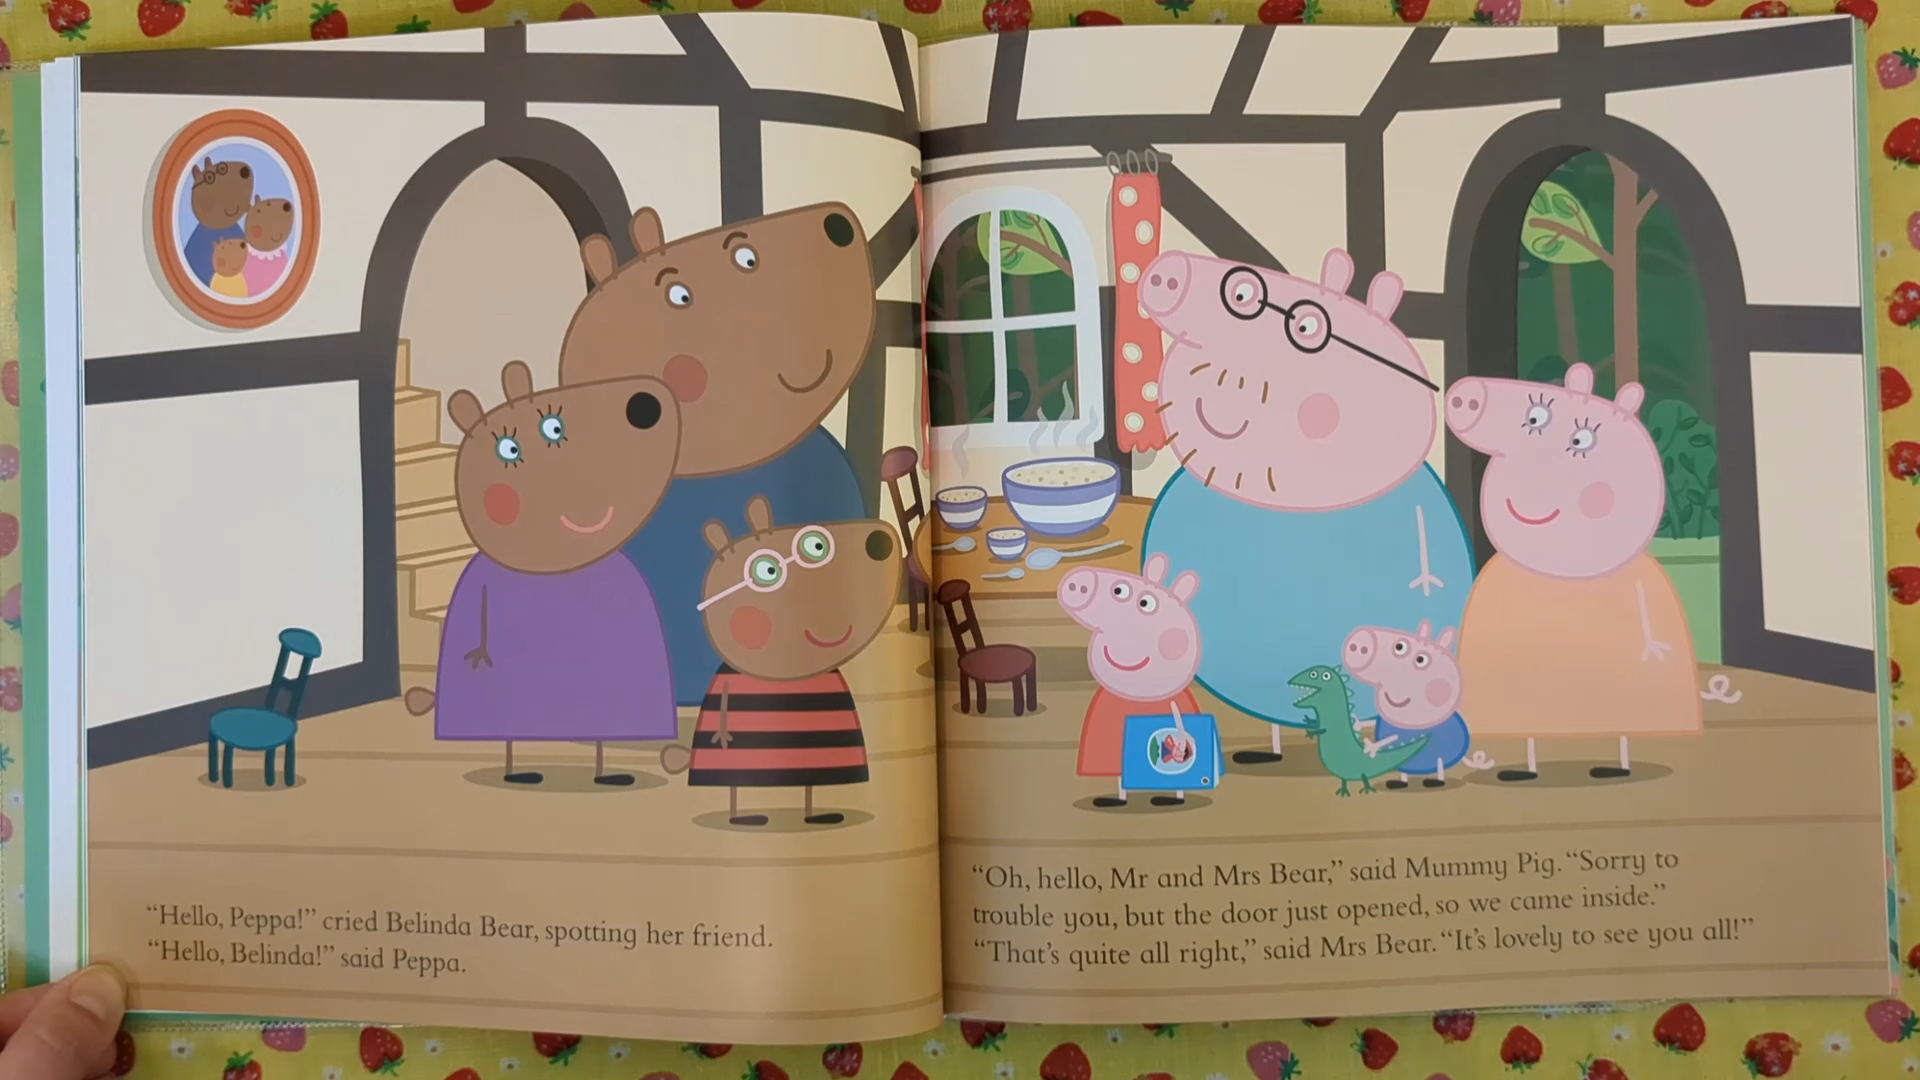 “Hello, Peppa!” cried Belinda Bear, spotting her friend.
“Hello, Belinda!” said Peppa.
“Oh, hello, Mr and Mrs Bear,” said Mummy Pig. “Sorry to
trouble you, but the door just opened, so we came inside.”
“That’s quite all right,” said Mrs Bear. “It’s lovely to see you all!”